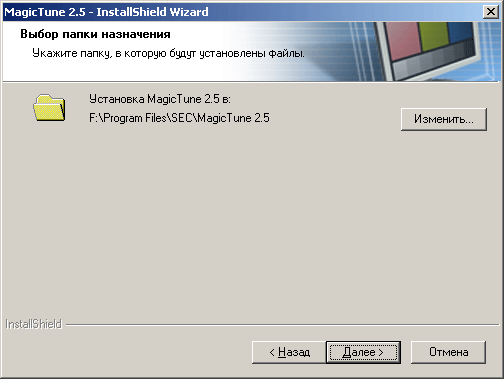 MagicTune 2.5 - InstallShield Wizard
Выбор папки назначения
Укажите папку, в которую будут установлены файлы.
Установка MagicTune 2.5 в:
F:\Program Files\SEC\MagicTune 2.5
Изменить...
InstallShield
< Назад
Далее >
Отмена